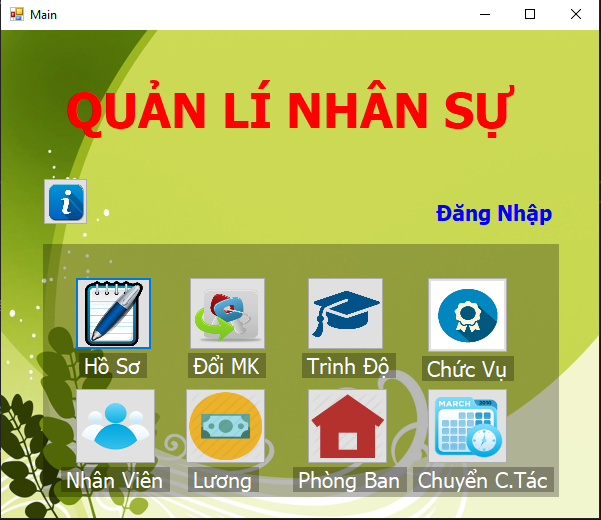 Main
QUẢN LÍ NHÂN SỰ
Đăng Nhập
Hồ Sơ
Đổi MK
Trình Độ
Chức Vụ
MARCH 2010
Nhân Viên
Lương
Phòng Ban
Chuyển C.Tác